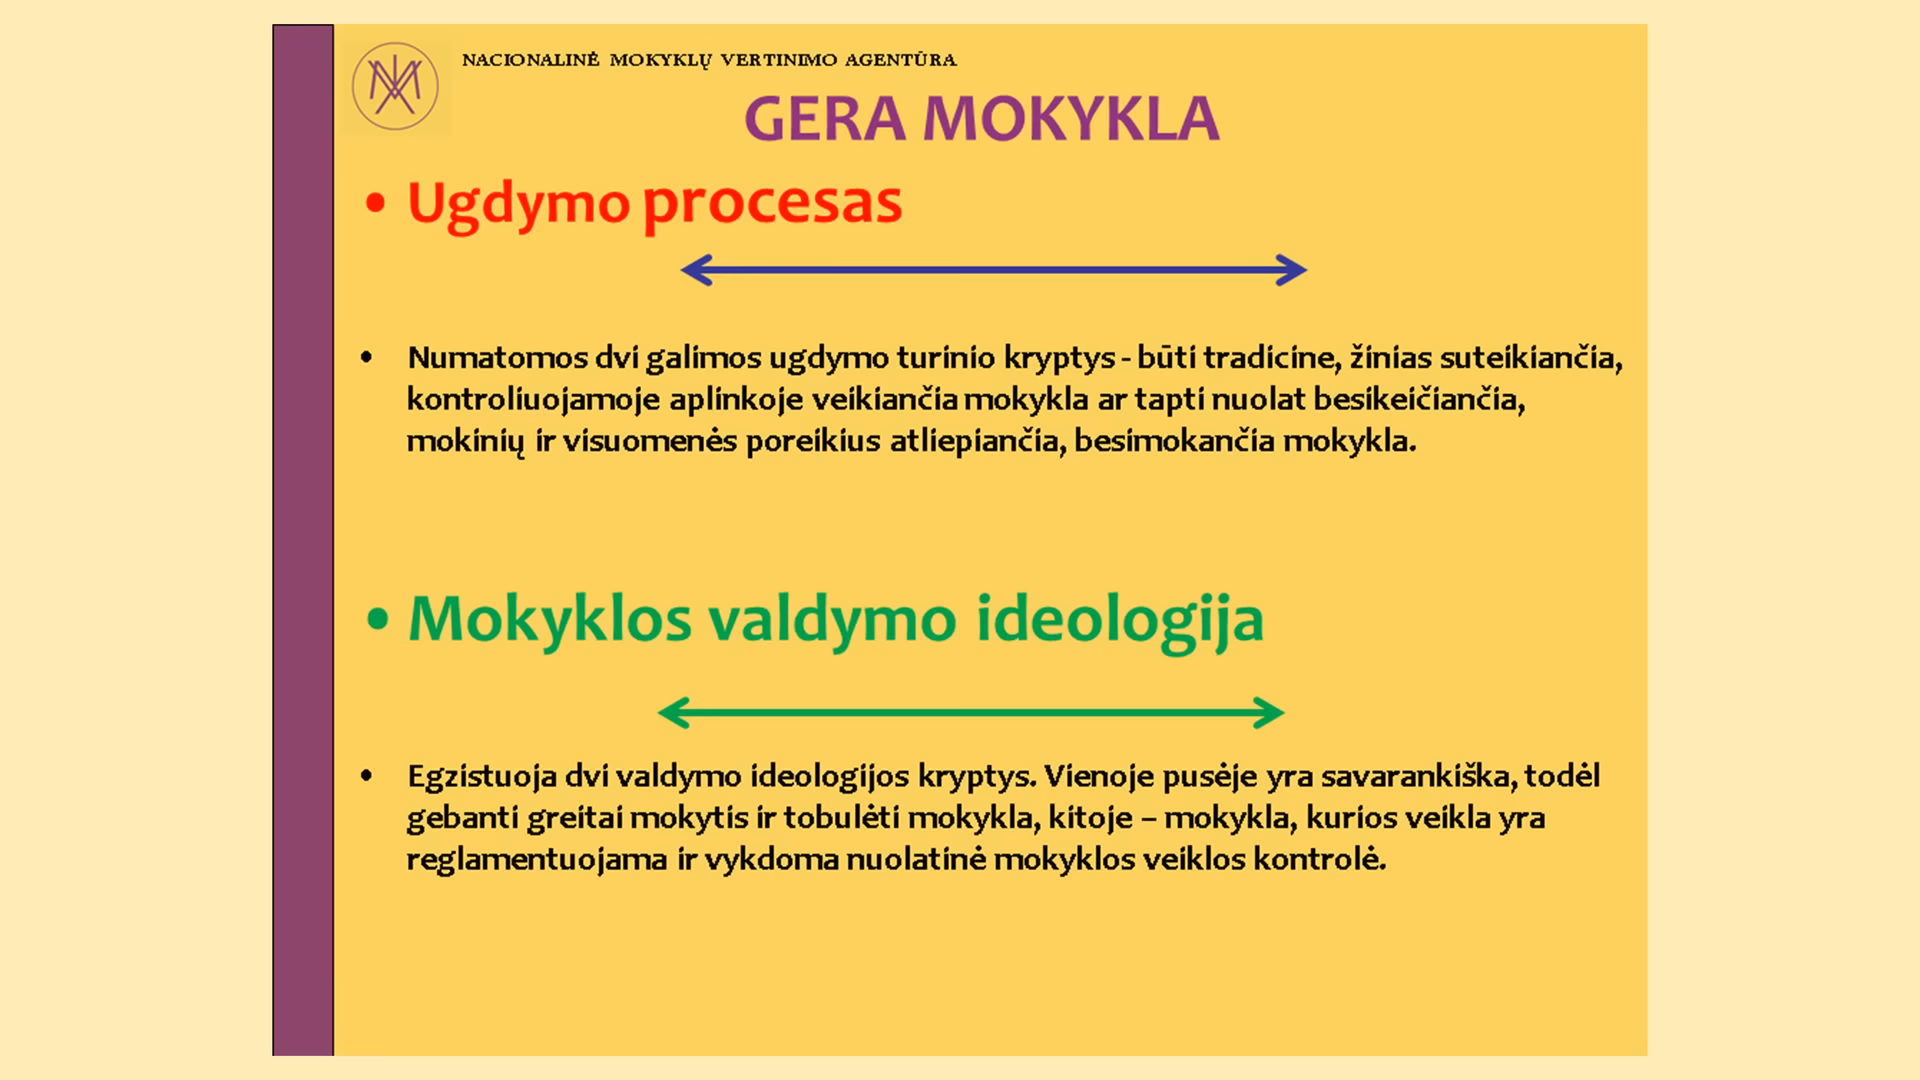 NACIONALINĖ MOKYKLŲ VERTINIMO AGENTŪRA
GERA MOKYKLA
• Ugdymo procesas
• Numatomos dvi galimos ugdymo turinio kryptys - būti tradicine, žinias suteikiančia,
kontroliuojamoje aplinkoje veikiančia mokykla ar tapti nuolat besikeičiančia,
mokinių ir visuomenės poreikius atliepiančia, besimokančia mokykla.
• Mokyklos valdymo ideologija
• Egzistuoja dvi valdymo ideologijos kryptys. Vienoje pusėje yra savarankiška, todėl
gebanti greitai mokytis ir tobulėti mokykla, kitoje – mokykla, kurios veikla yra
reglamentuojama ir vykdoma nuolatinė mokyklos veiklos kontrolė.